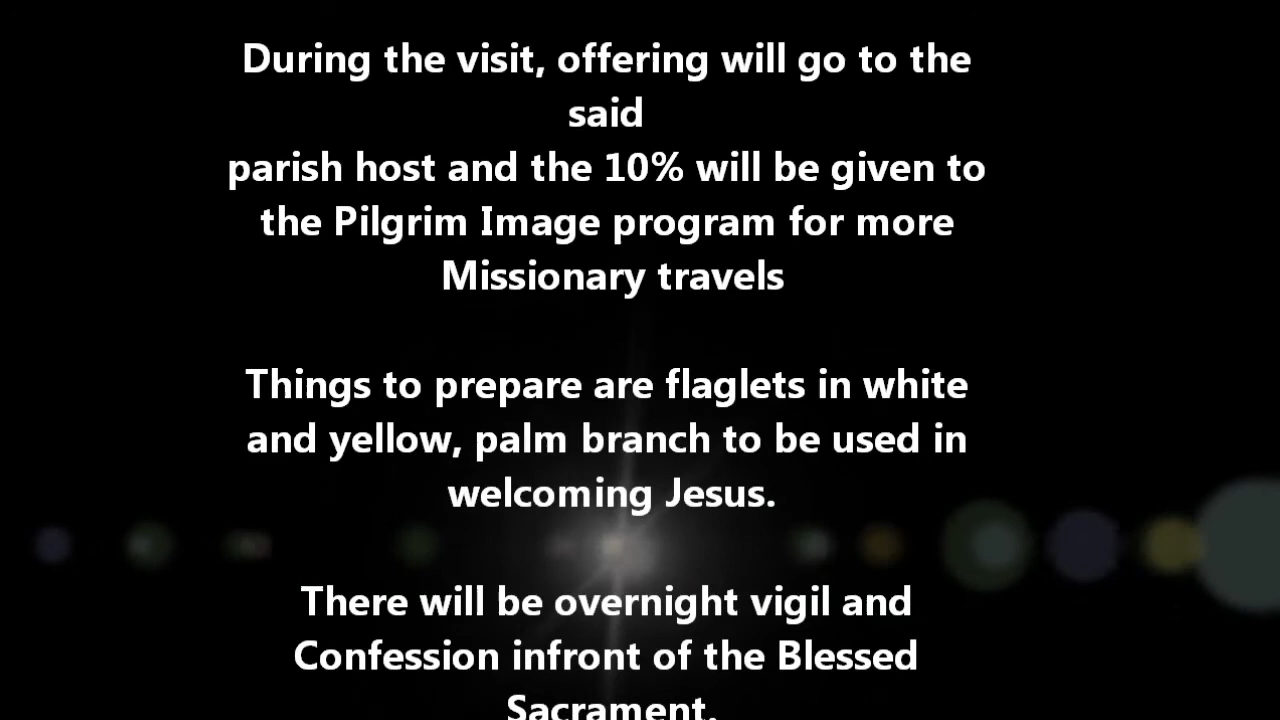 During the visit, offering will go to the
said
parish host and the 10% will be given to
the Pilgrim Image program for more
Missionary travels
Things to prepare are flaglets in white
and yellow, palm branch to be used in
welcoming Jesus.
There will be overnight vigil and
Confession infront of the Blessed
Sacrament.